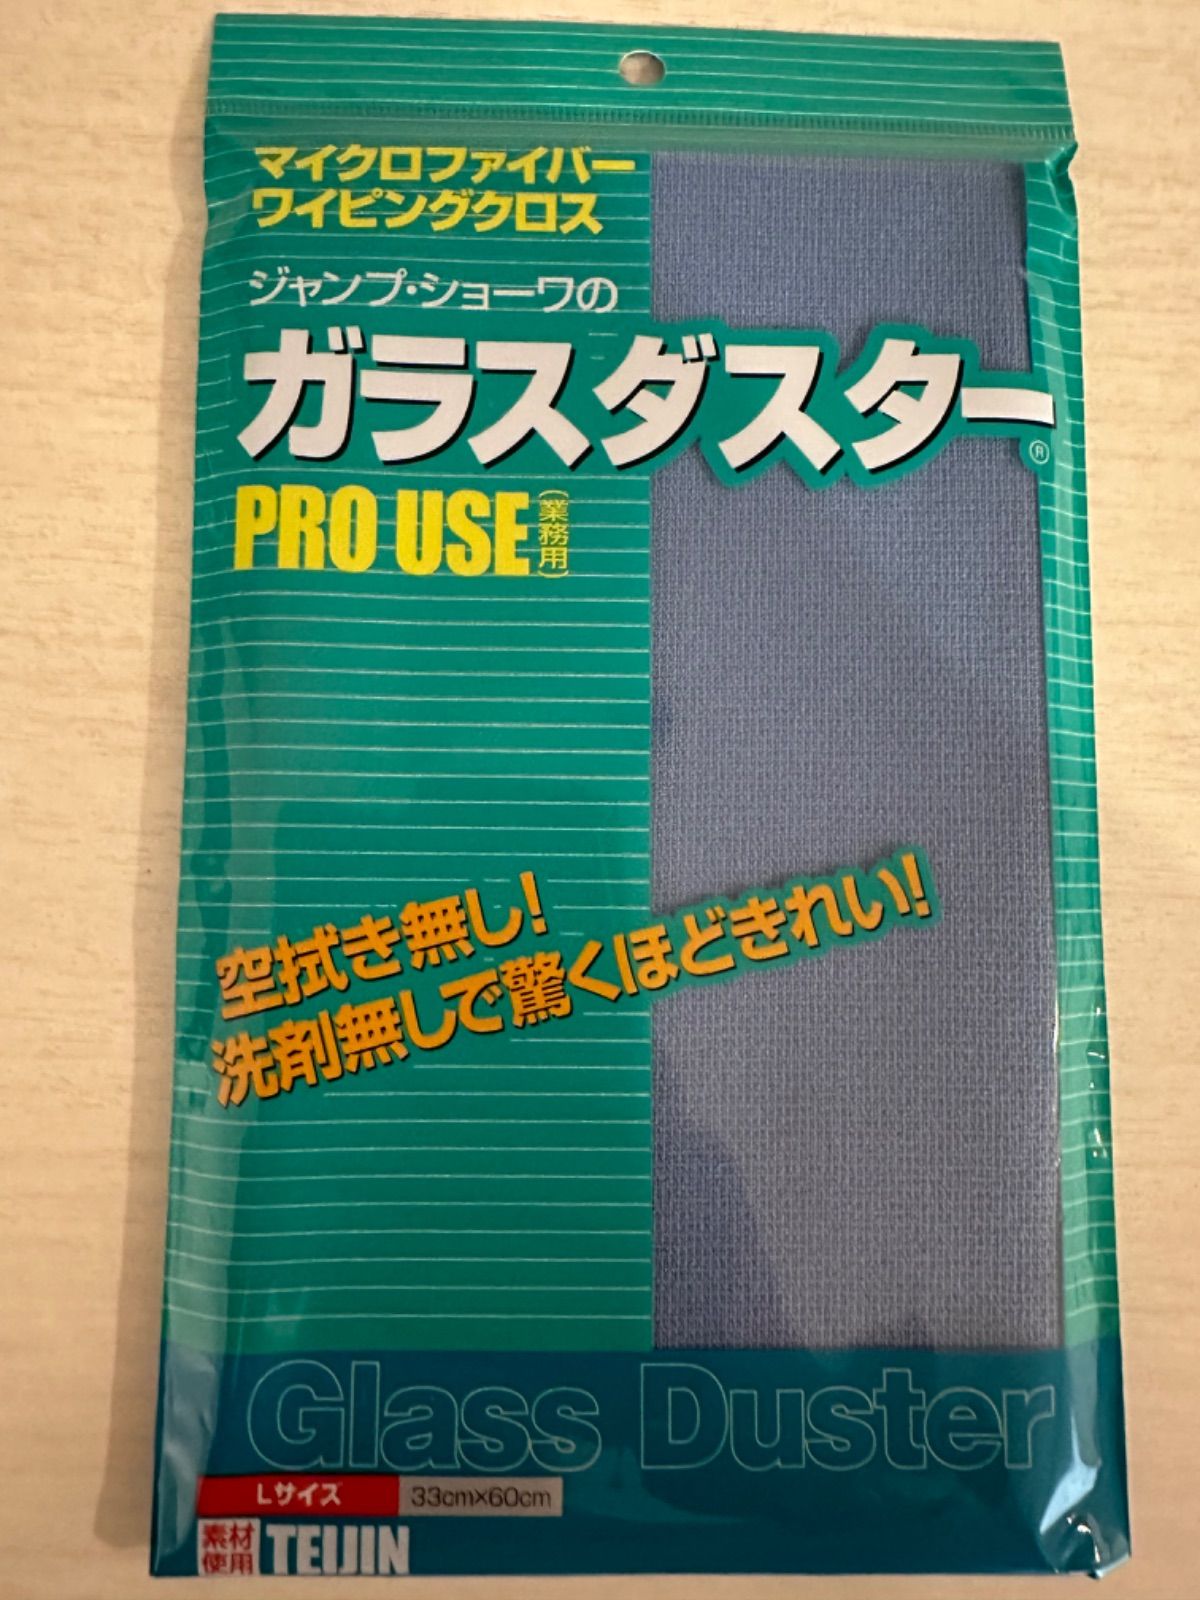 マイクロファイバー
ワイピングクロス
ジャンプ・ショーワの
ガラスダスター®
PRO USE (業務用)
空拭き無し!
洗剤無しで驚くほどきれい!
Glass Duster
Lサイズ 33cm×60cm
素材使用 TEIJIN